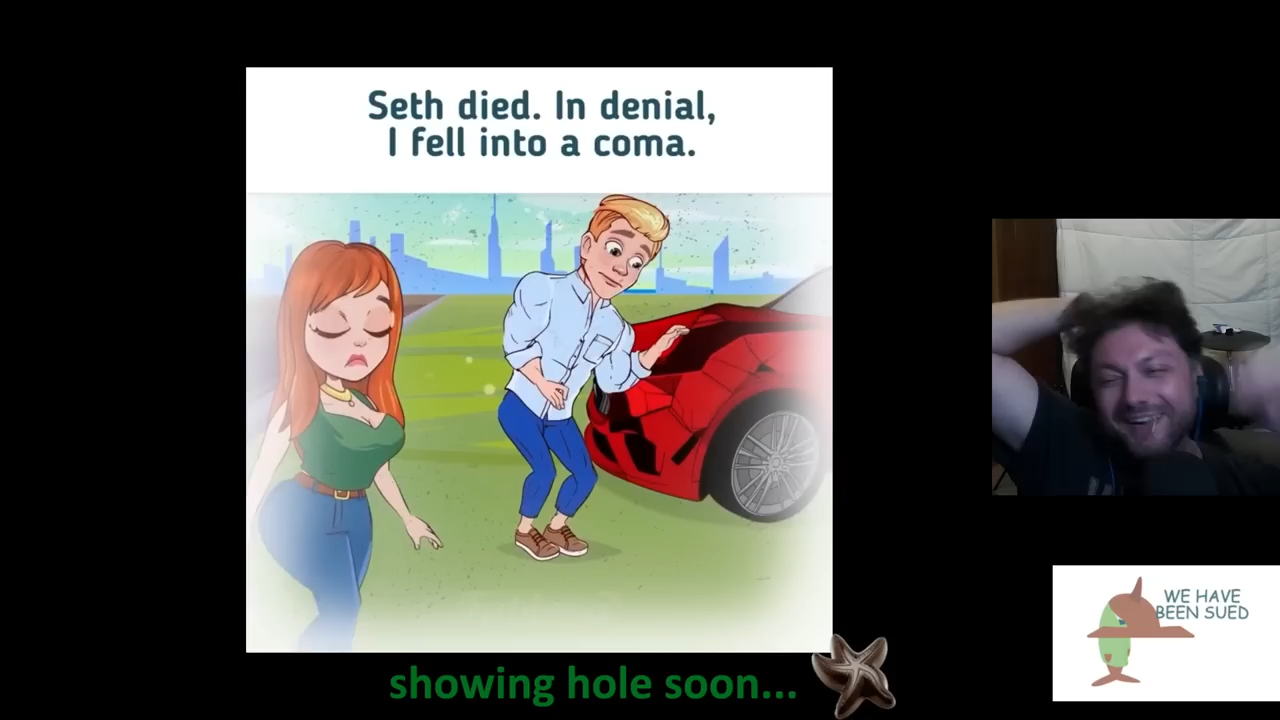 Seth died. In denial,
I fell into a coma.
showing hole soon...
WE HAVE
BEEN SUED